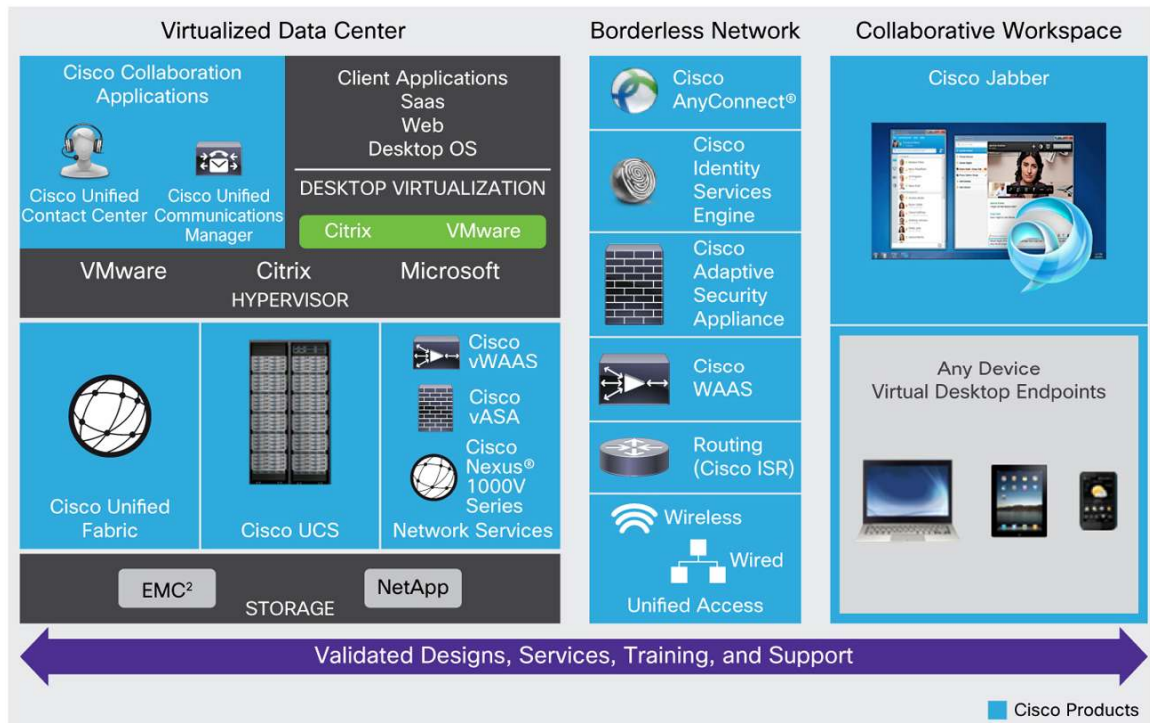 Virtualized Data Center
Cisco Collaboration
Applications
Cisco Unified
Contact Center
Cisco Unified
Communications
Manager
Client Applications
Saas
Web
Desktop OS
DESKTOP VIRTUALIZATION
Citrix VMware
VMware Citrix Microsoft
HYPERVISOR
Cisco Unified
Fabric
Cisco UCS
Cisco
vWAAS
Cisco
vASA
Cisco
Nexus®
1000V
Series
Network Services
EMC²
NetApp
STORAGE
Borderless Network
Cisco
AnyConnect®
Cisco
Identity
Services
Engine
Cisco
Adaptive
Security
Appliance
Cisco
WAAS
Routing
(Cisco ISR)
Wireless
Wired
Unified Access
Collaborative Workspace
Cisco Jabber
Any Device
Virtual Desktop Endpoints
Validated Designs, Services, Training, and Support
Cisco Products